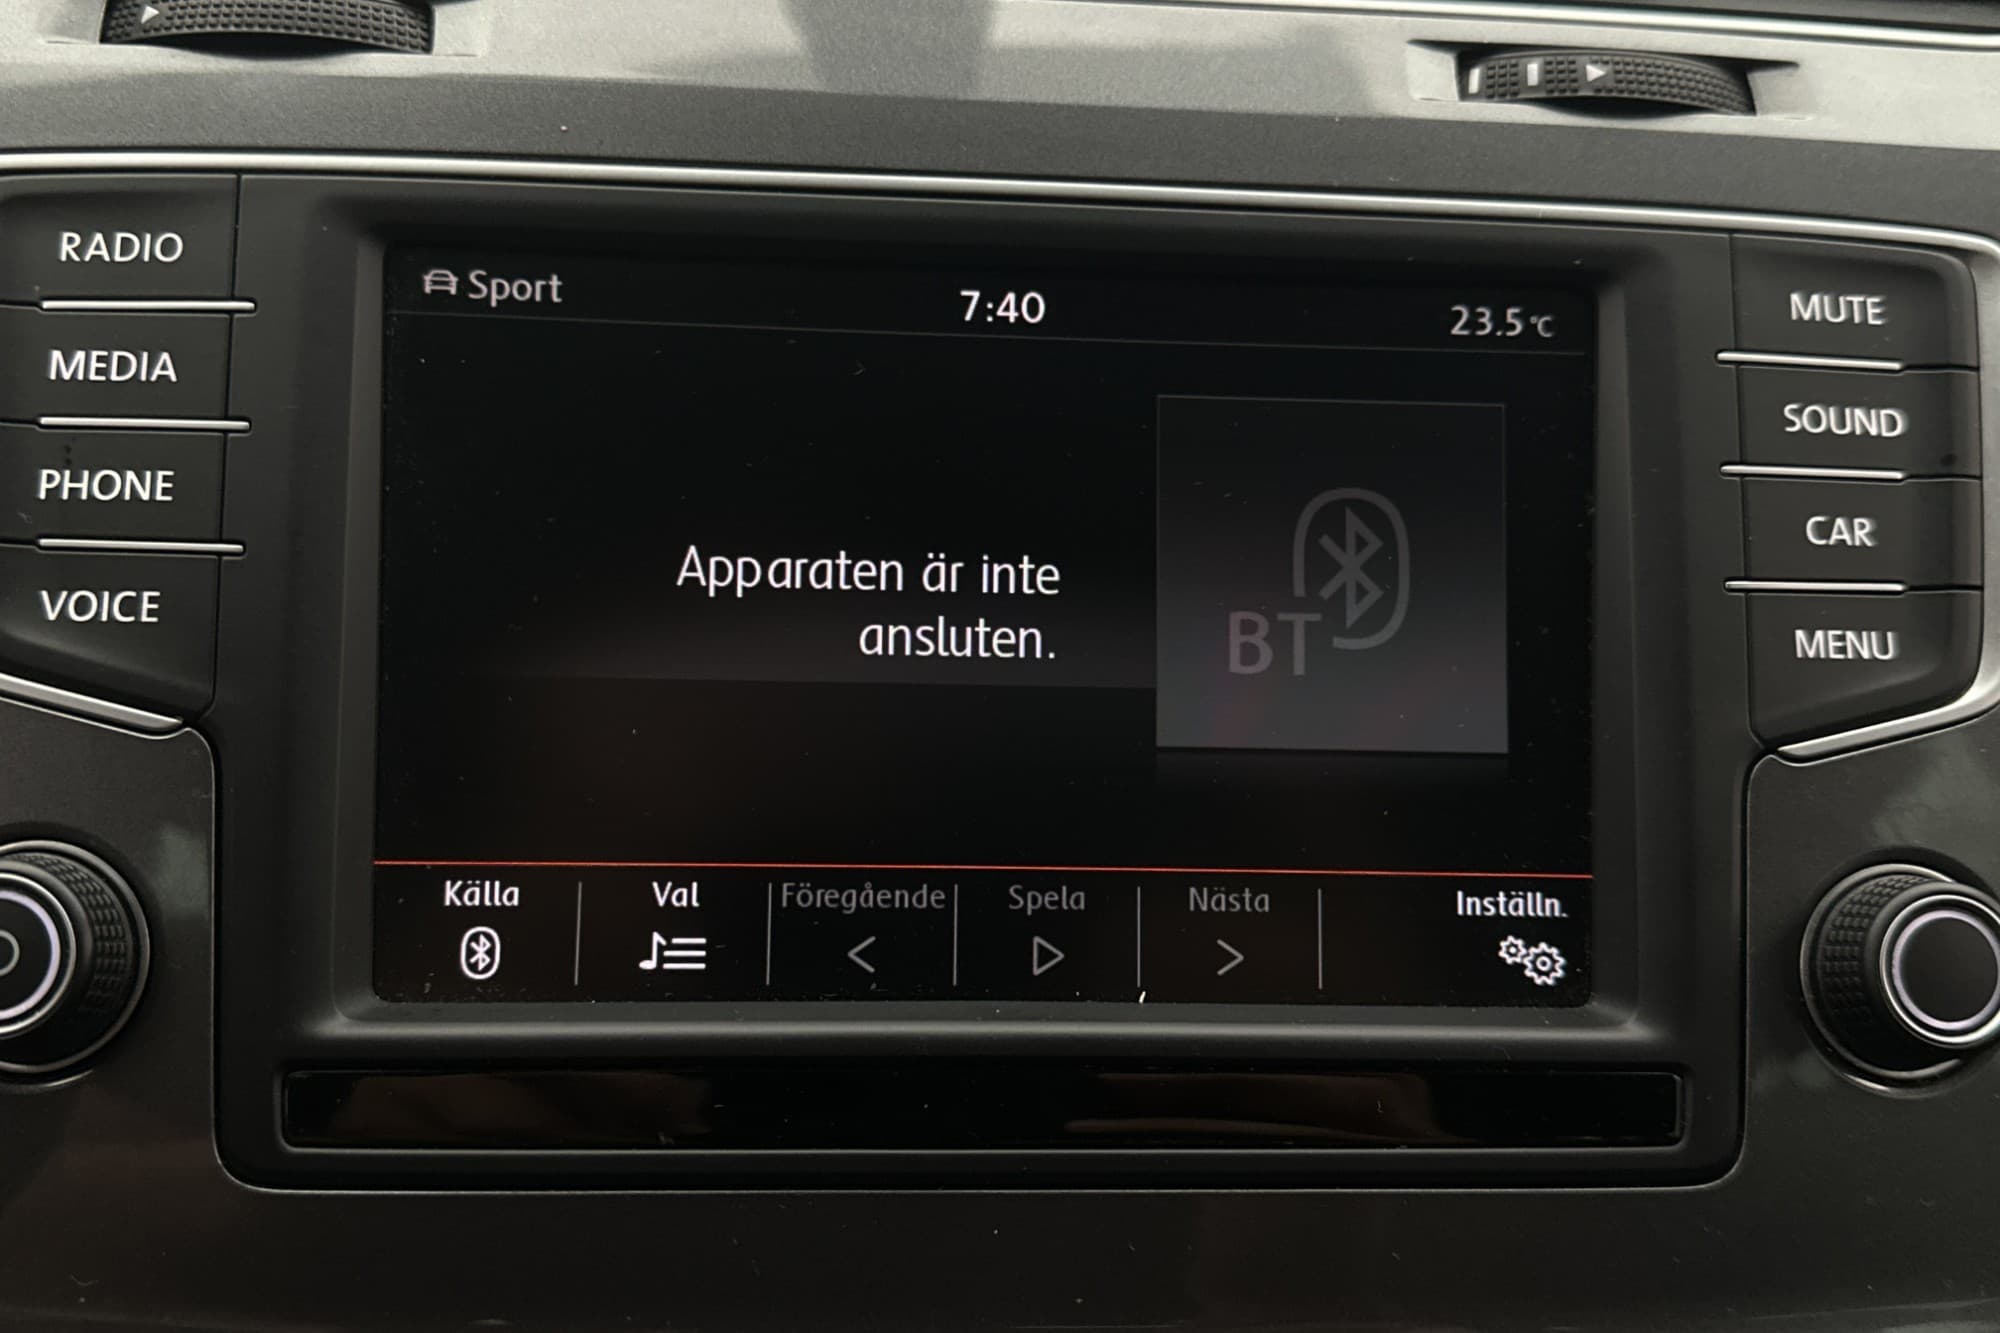 RADIO
MEDIA
PHONE
VOICE
Sport
7:40
23.5°C
Apparaten är inte
ansluten.
BT
Källa
Val
Föregående
Spela
Nästa
Inställn.
MUTE
SOUND
CAR
MENU